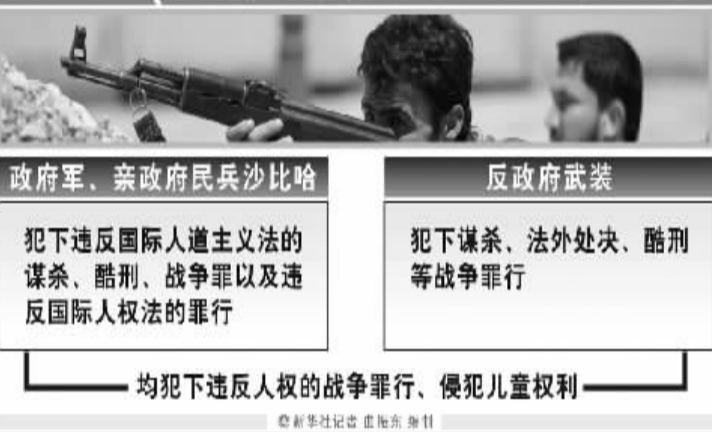 政府军、亲政府民兵沙比哈
反政府武装
犯下违反国际人道主义法的
谋杀、酷刑、战争罪以及违
反国际人权法的罪行
犯下谋杀、法外处决、酷刑
等战争罪行
均犯下违反人权的战争罪行、侵犯儿童权利
新华社记者
编制